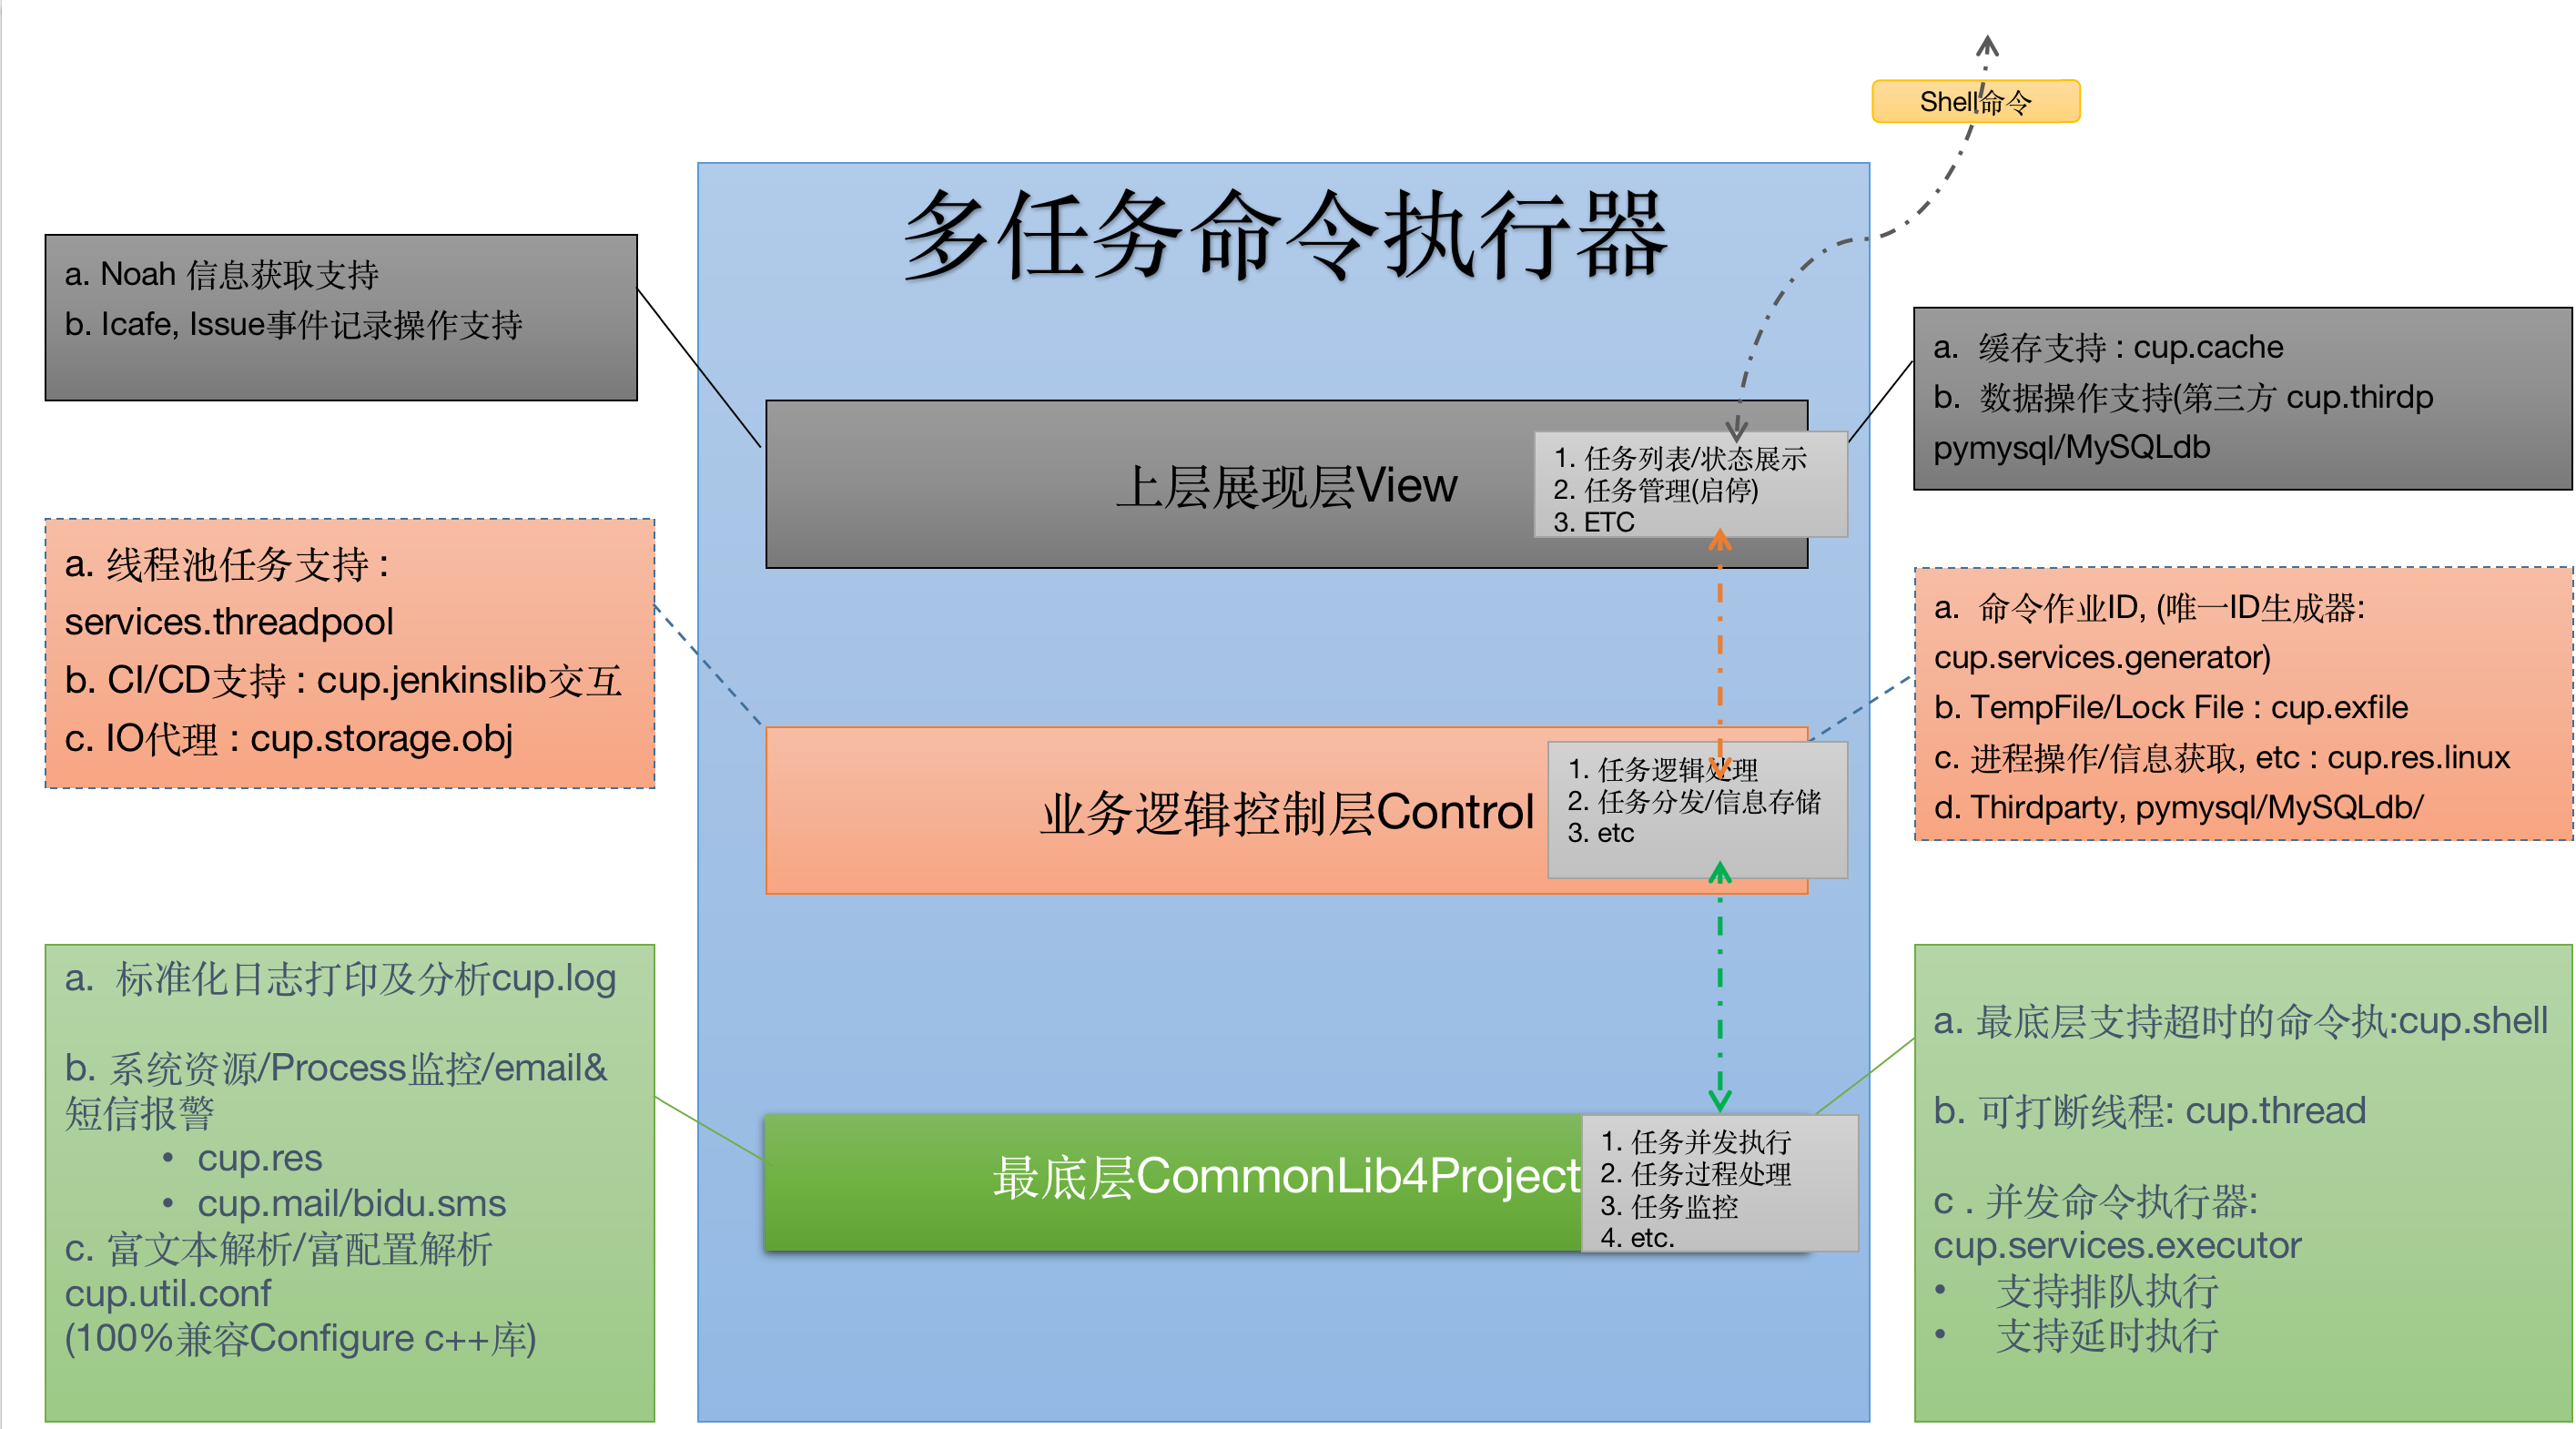 Shell命令
多任务命令执行器
a. Noah 信息获取支持
b. Icafe, Issue事件记录操作支持
a. 缓存支持 : cup.cache
b. 数据操作支持(第三方 cup.thirdp
pymysql/MySQLdb
上层展现层View
1. 任务列表/状态展示
2. 任务管理(启停)
3. ETC
a. 线程池任务支持 :
services.threadpool
b. CI/CD支持 : cup.jenkinslib交互
c. IO代理 : cup.storage.obj
a. 命令作业ID, (唯一ID生成器:
cup.services.generator)
b. TempFile/Lock File : cup.exfile
c. 进程操作/信息获取, etc : cup.res.linux
d. Thirdparty, pymysql/MySQLdb/
业务逻辑控制层Control
1. 任务逻辑处理
2. 任务分发/信息存储
3. etc
a. 标准化日志打印及分析cup.log
b. 系统资源/Process监控/email&
短信报警
• cup.res
• cup.mail/bidu.sms
c. 富文本解析/富配置解析
cup.util.conf
(100%兼容Configure c++库)
最底层CommonLib4Project
1. 任务并发执行
2. 任务过程处理
3. 任务监控
4. etc.
a. 最底层支持超时的命令执:cup.shell
b. 可打断线程: cup.thread
c . 并发命令执行器:
cup.services.executor
• 支持排队执行
• 支持延时执行